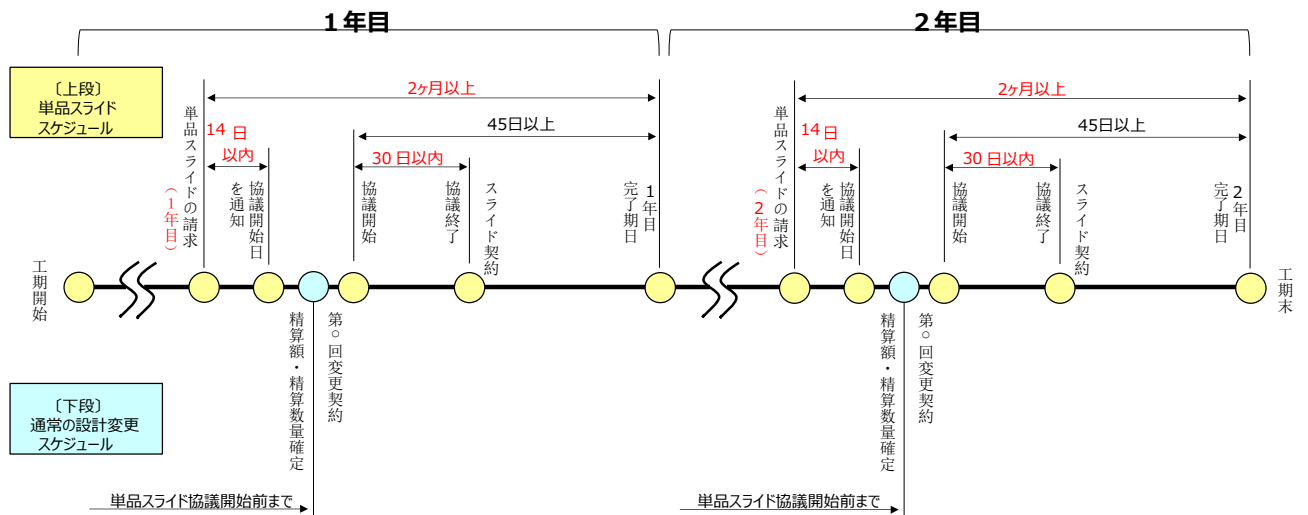 1年目
2年目
〔上段〕
単品スライド
スケジュール
2ヶ月以上
2ヶ月以上
単品スライドの請求
（1年目）
14日
以内
45日以上
30日以内
協議開始日
を通知
協議開始
協議終了
スライド契約
1年目
完了期日
単品スライドの請求
（2年目）
14日
以内
45日以上
30日以内
協議開始日
を通知
協議開始
協議終了
スライド契約
2年目
完了期日
工期開始
工期末
精算額・精算数量確定
第○回変更契約
精算額・精算数量確定
第○回変更契約
〔下段〕
通常の設計変更
スケジュール
単品スライド協議開始前まで
単品スライド協議開始前まで